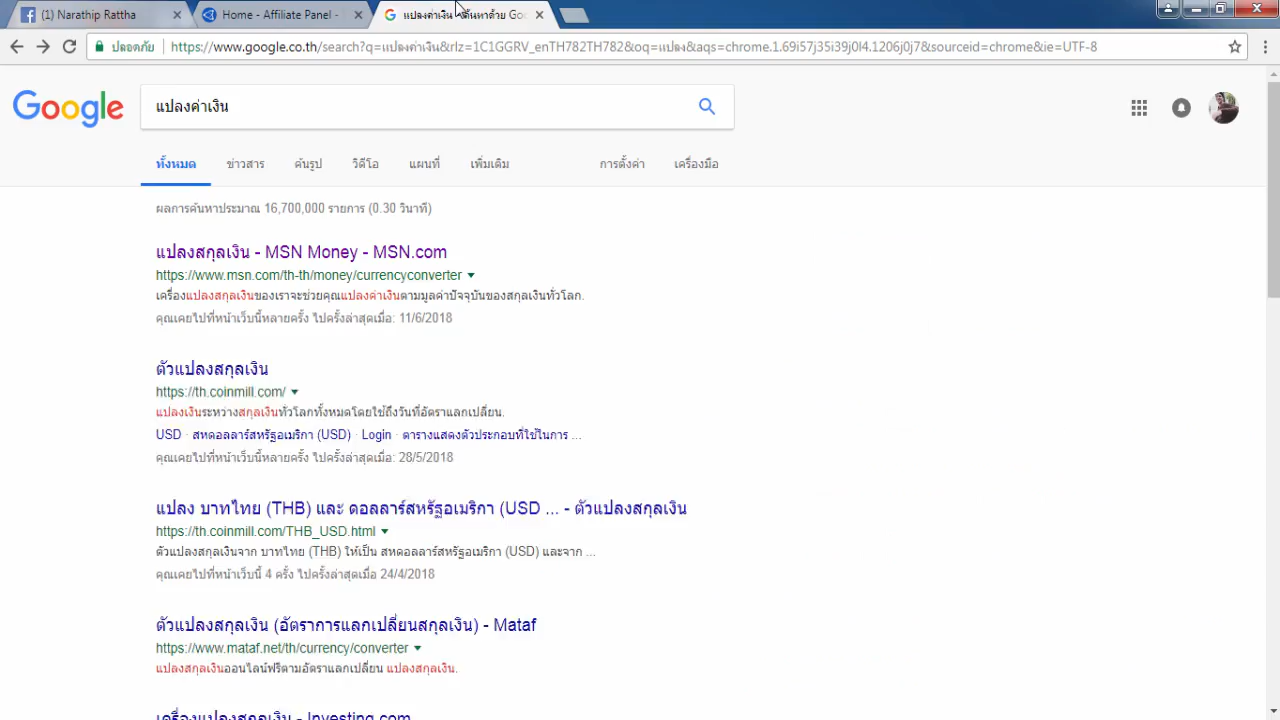 (1) Narathip Rattha
Home - Affiliate Panel -
แปลงค่าเงิน - ค้นหาด้วย Goo
ปลอดภัย
https://www.google.co.th/search?q=แปลงค่าเงิน&rlz=1C1GGRV_enTH782TH782&oq=แปลง&aqs=chrome.1.69i57j35i39j0l4.1206j0j7&sourceid=chrome&ie=UTF-8
Google
แปลงค่าเงิน
ทั้งหมด ข่าวสาร ค้นรูป วิดีโอ แผนที่ เพิ่มเติม การตั้งค่า เครื่องมือ
ผลการค้นหาประมาณ 16,700,000 รายการ (0.30 วินาที)
แปลงสกุลเงิน - MSN Money - MSN.com
https://www.msn.com/th-th/money/currencyconverter
เครื่องแปลงสกุลเงินของเราจะช่วยคุณแปลงค่าเงินตามมูลค่าปัจจุบันของสกุลเงินทั่วโลก.
คุณเคยไปที่หน้าเว็บนี้หลายครั้ง ไปครั้งล่าสุดเมื่อ: 11/6/2018
ตัวแปลงสกุลเงิน
https://th.coinmill.com/
แปลงเงินระหว่างสกุลเงินทั่วโลกทั้งหมดโดยใช้ถึงวันที่อัตราแลกเปลี่ยน.
USD · สหดอลลาร์สหรัฐอเมริกา (USD) · Login · ตารางแสดงตัวประกอบที่ใช้ในการ ...
คุณเคยไปที่หน้าเว็บนี้หลายครั้ง ไปครั้งล่าสุดเมื่อ: 28/5/2018
แปลง บาทไทย (THB) และ ดอลลาร์สหรัฐอเมริกา (USD ... - ตัวแปลงสกุลเงิน
https://th.coinmill.com/THB_USD.html
ตัวแปลงสกุลเงินจาก บาทไทย (THB) ให้เป็น สหดอลลาร์สหรัฐอเมริกา (USD) และจาก ...
คุณเคยไปที่หน้าเว็บนี้ 4 ครั้ง ไปครั้งล่าสุดเมื่อ 24/4/2018
ตัวแปลงสกุลเงิน (อัตราการแลกเปลี่ยนสกุลเงิน) - Mataf
https://www.mataf.net/th/currency/converter
แปลงสกุลเงินออนไลน์ฟรีตามอัตราแลกเปลี่ยน แปลงสกุลเงิน.
เครื่องแปลงสกุลเงิน - Investing.com